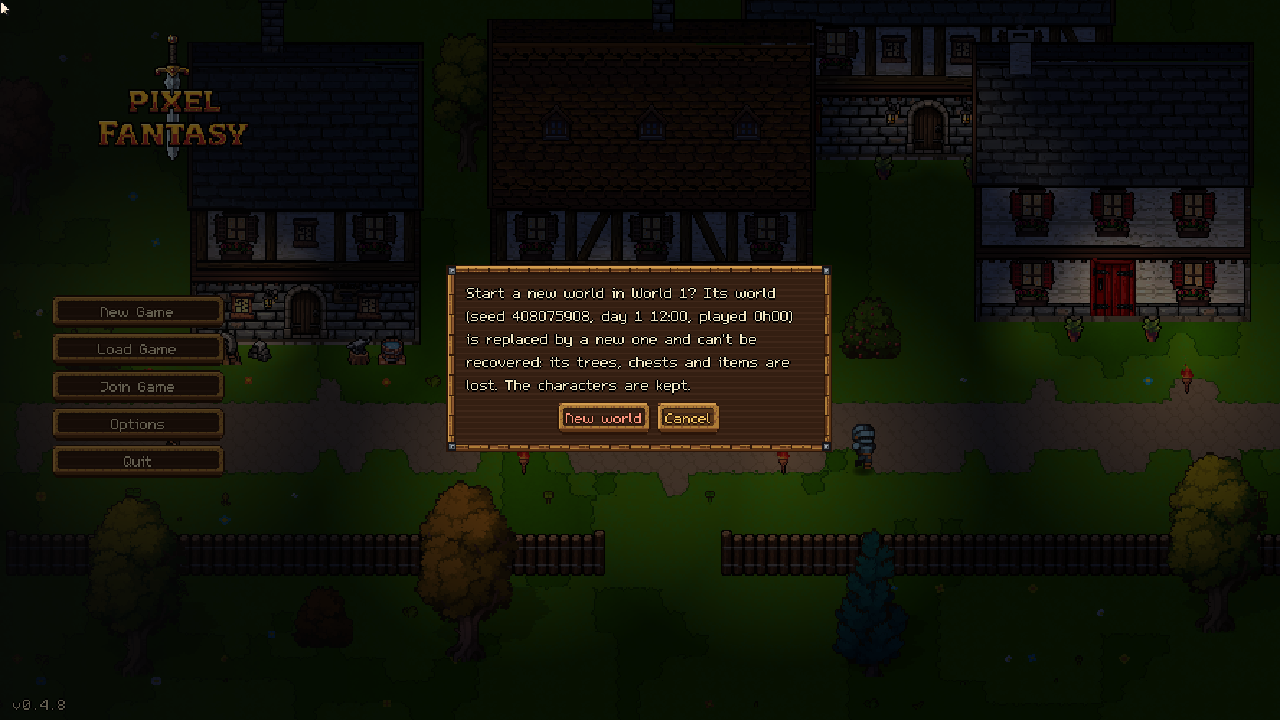 PIXEL
FANTASY
Start a new world in World 1? Its world
(seed 408075908, day 1 12:00, played 0h00)
is replaced by a new one and can't be
recovered: its trees, chests and items are
lost. The characters are kept.
New world
Cancel
New Game
Load Game
Join Game
Options
Quit
v0.4.8